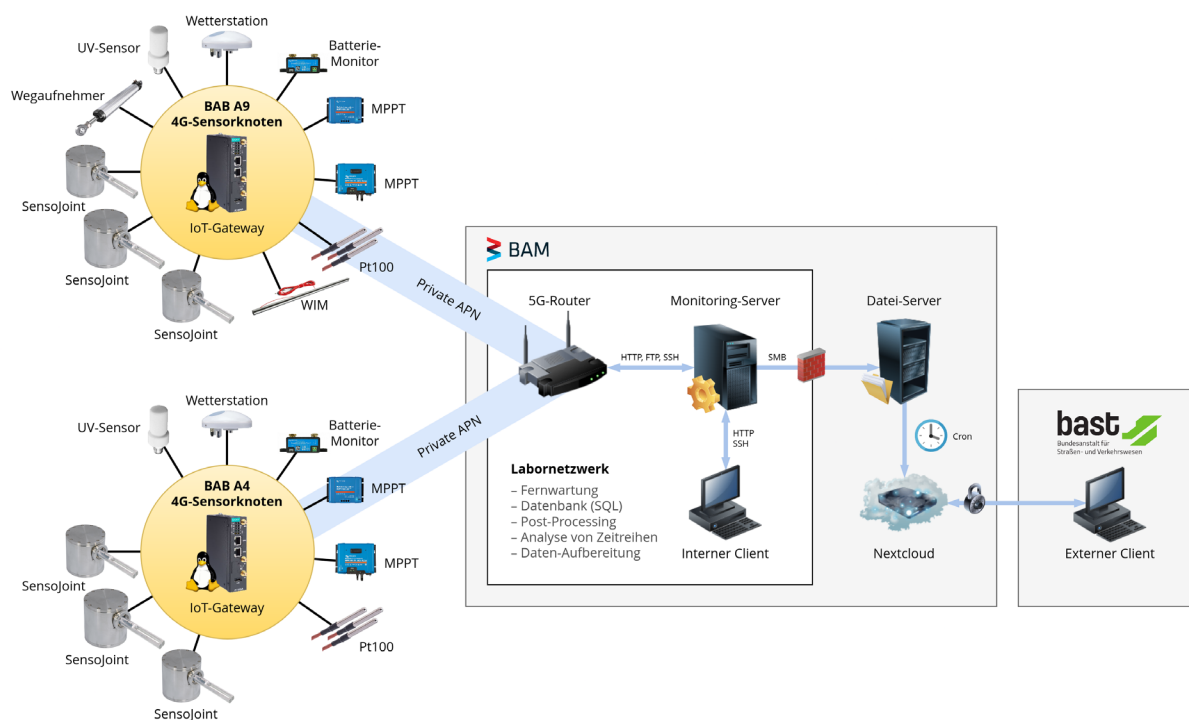 Wetterstation
UV-Sensor
Batterie-
Monitor
Wegaufnehmer
BAB A9
4G-Sensorknoten
MPPT
MPPT
SensoJoint
IoT-Gateway
SensoJoint
Pt100
WIM
SensoJoint
Private APN
BAM
5G-Router
Monitoring-Server
Datei-Server
HTTP, FTP, SSH
SMB
HTTP
SSH
Cron
Labornetzwerk
– Fernwartung
– Datenbank (SQL)
– Post-Processing
– Analyse von Zeitreihen
– Daten-Aufbereitung
Interner Client
Nextcloud
bast
Bundesanstalt für
Straßen- und Verkehrswesen
Externer Client
Private APN
Wetterstation
UV-Sensor
Batterie-
Monitor
BAB A4
4G-Sensorknoten
MPPT
MPPT
SensoJoint
IoT-Gateway
SensoJoint
Pt100
SensoJoint